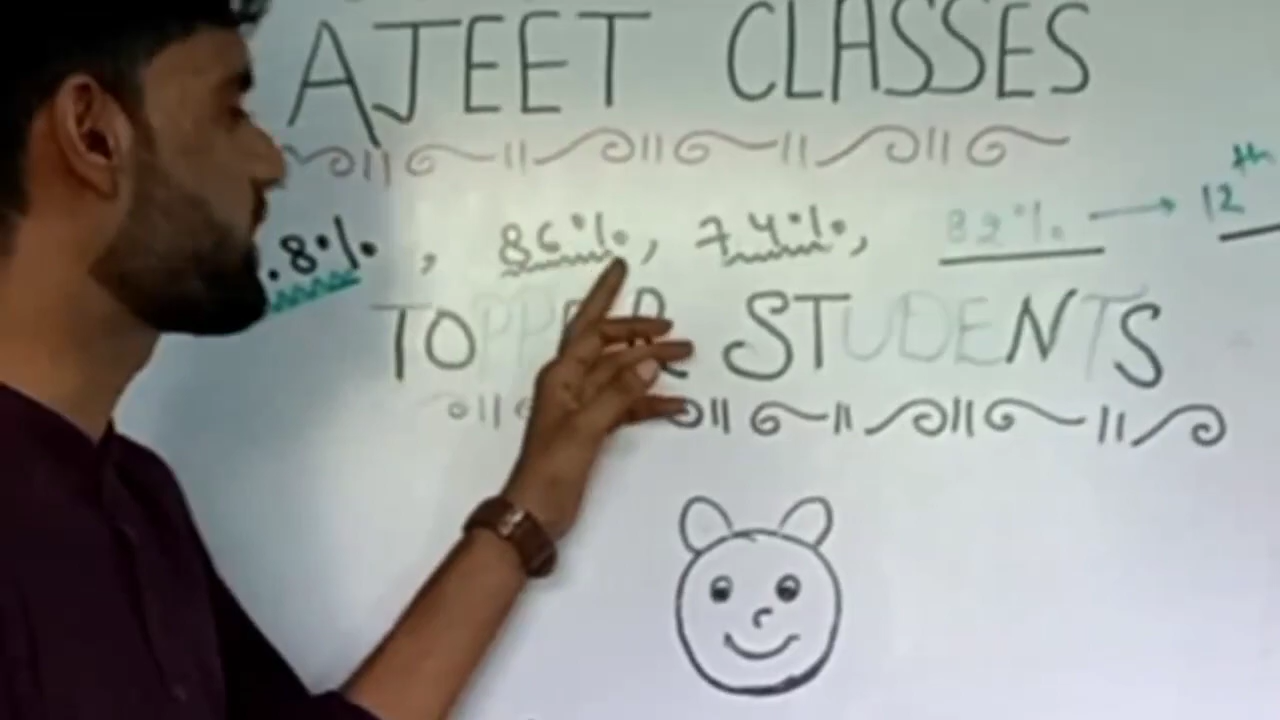 AJEET CLASSES
.8%, 86%, 74%, 82% → 12th
TOPPER STUDENTS